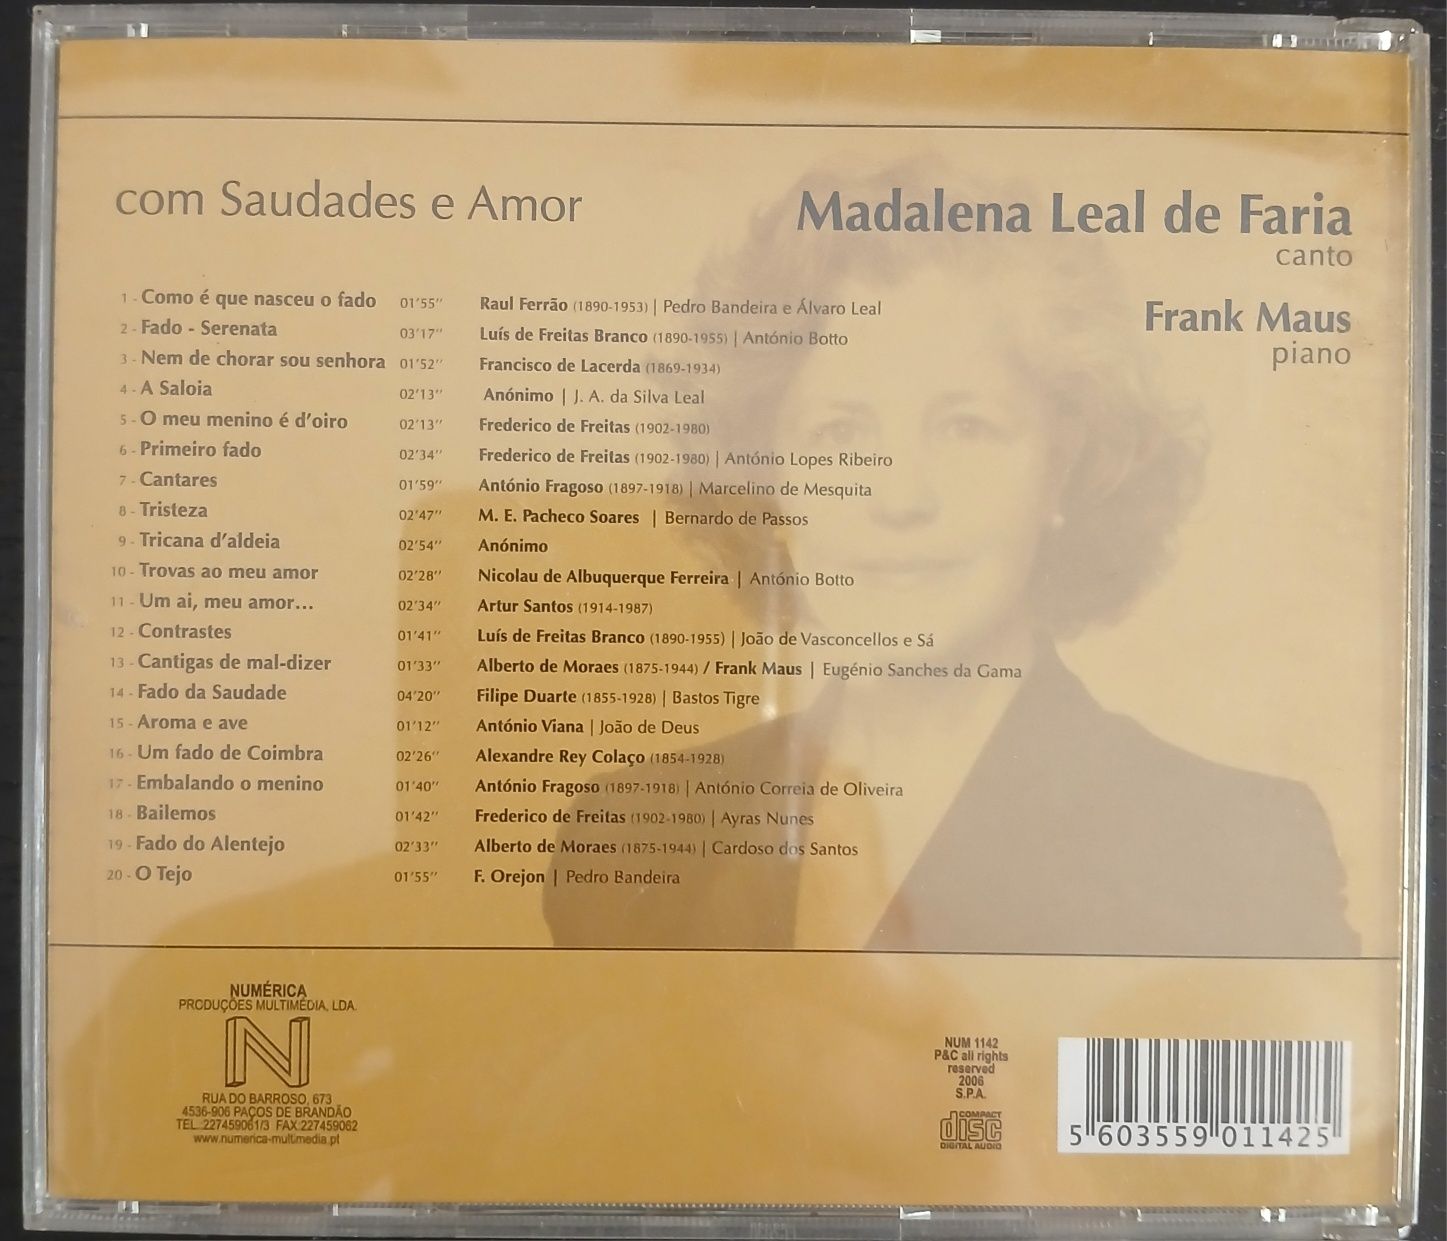 com Saudades e Amor
Madalena Leal de Faria
canto
Frank Maus
piano
1 - Como é que nasceu o fado 01'55'' Raul Ferrão (1890-1953) | Pedro Bandeira e Álvaro Leal
2 - Fado - Serenata 03'17'' Luís de Freitas Branco (1890-1955) | António Botto
3 - Nem de chorar sou senhora 01'52'' Francisco de Lacerda (1869-1934)
4 - A Saloia 02'13'' Anónimo | J. A. da Silva Leal
5 - O meu menino é d'oiro 02'13'' Frederico de Freitas (1902-1980)
6 - Primeiro fado 02'34'' Frederico de Freitas (1902-1980) | António Lopes Ribeiro
7 - Cantares 01'59'' António Fragoso (1897-1918) | Marcelino de Mesquita
8 - Tristeza 02'47'' M. E. Pacheco Soares | Bernardo de Passos
9 - Tricana d'aldeia 02'54'' Anónimo
10 - Trovas ao meu amor 02'28'' Nicolau de Albuquerque Ferreira | António Botto
11 - Um ai, meu amor... 02'34'' Artur Santos (1914-1987)
12 - Contrastes 01'41'' Luís de Freitas Branco (1890-1955) | João de Vasconcellos e Sá
13 - Cantigas de mal-dizer 01'33'' Alberto de Moraes (1875-1944) / Frank Maus | Eugénio Sanches da Gama
14 - Fado da Saudade 04'20'' Filipe Duarte (1855-1928) | Bastos Tigre
15 - Aroma e ave 01'12'' António Viana | João de Deus
16 - Um fado de Coimbra 02'26'' Alexandre Rey Colaço (1854-1928)
17 - Embalando o menino 01'40'' António Fragoso (1897-1918) | António Correia de Oliveira
18 - Bailemos 01'42'' Frederico de Freitas (1902-1980) | Ayras Nunes
19 - Fado do Alentejo 02'33'' Alberto de Moraes (1875-1944) | Cardoso dos Santos
20 - O Tejo 01'55'' F. Orejon | Pedro Bandeira
NUMÉRICA
PRODUÇÕES MULTIMÉDIA, LDA.
N
RUA DO BARROSO, 673
4536-906 PAÇOS DE BRANDÃO
TEL. 227459061/3 FAX.227459062
www.numerica-multimedia.pt
NUM 1142
P&C all rights
reserved
2006
S.P.A.
COMPACT
disc
DIGITAL AUDIO
5 603559 011425